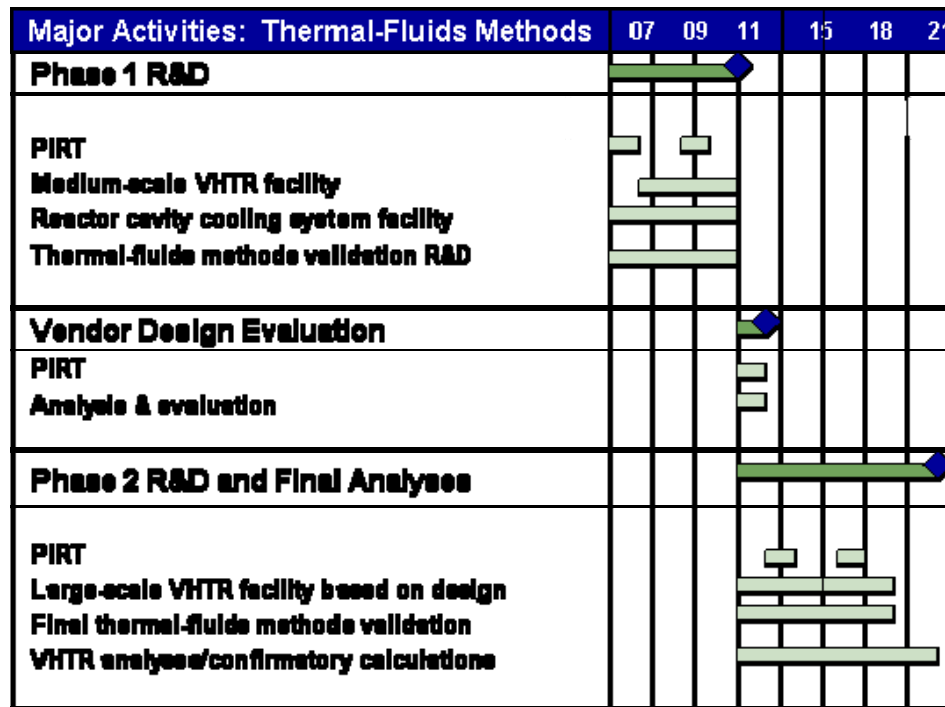 Major Activities: Thermal-Fluids Methods 07 09 11 15 18 21
Phase 1 R&D
PIRT
Medium-scale VHTR facility
Reactor cavity cooling system facility
Thermal-fluids methods validation R&D
Vendor Design Evaluation
PIRT
Analysis & evaluation
Phase 2 R&D and Final Analyses
PIRT
Large-scale VHTR facility based on design
Final thermal-fluids methods validation
VHTR analyses/confirmatory calculations